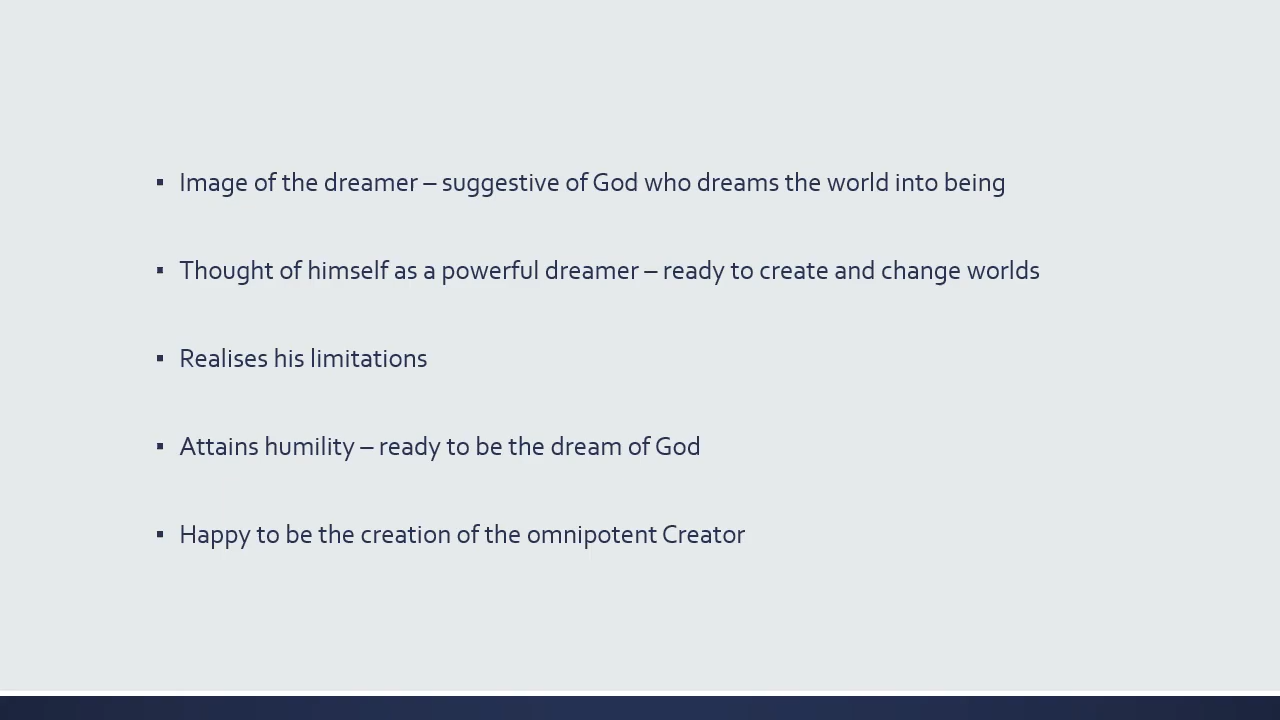 ▪ Image of the dreamer – suggestive of God who dreams the world into being
▪ Thought of himself as a powerful dreamer – ready to create and change worlds
▪ Realises his limitations
▪ Attains humility – ready to be the dream of God
▪ Happy to be the creation of the omnipotent Creator